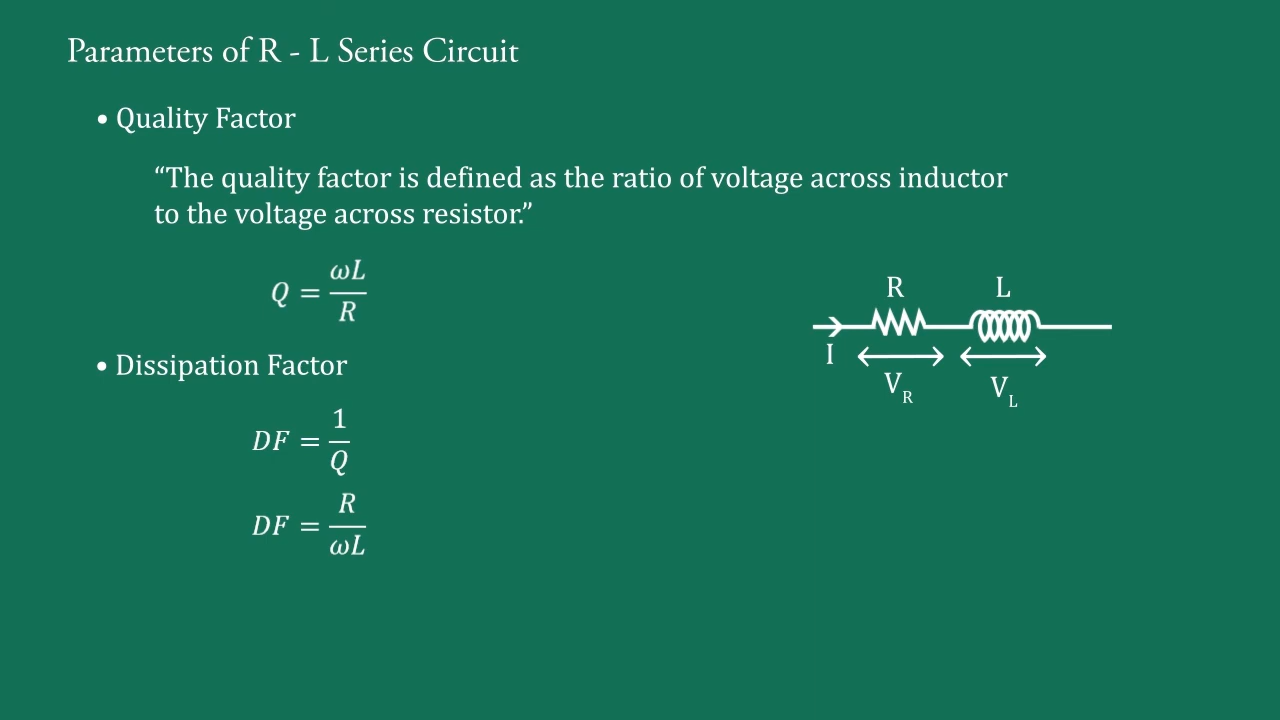 Parameters of R - L Series Circuit
• Quality Factor
“The quality factor is defined as the ratio of voltage across inductor
to the voltage across resistor.”
Q = ωL/R
R L
I
V_R V_L
• Dissipation Factor
DF = 1/Q
DF = R/ωL